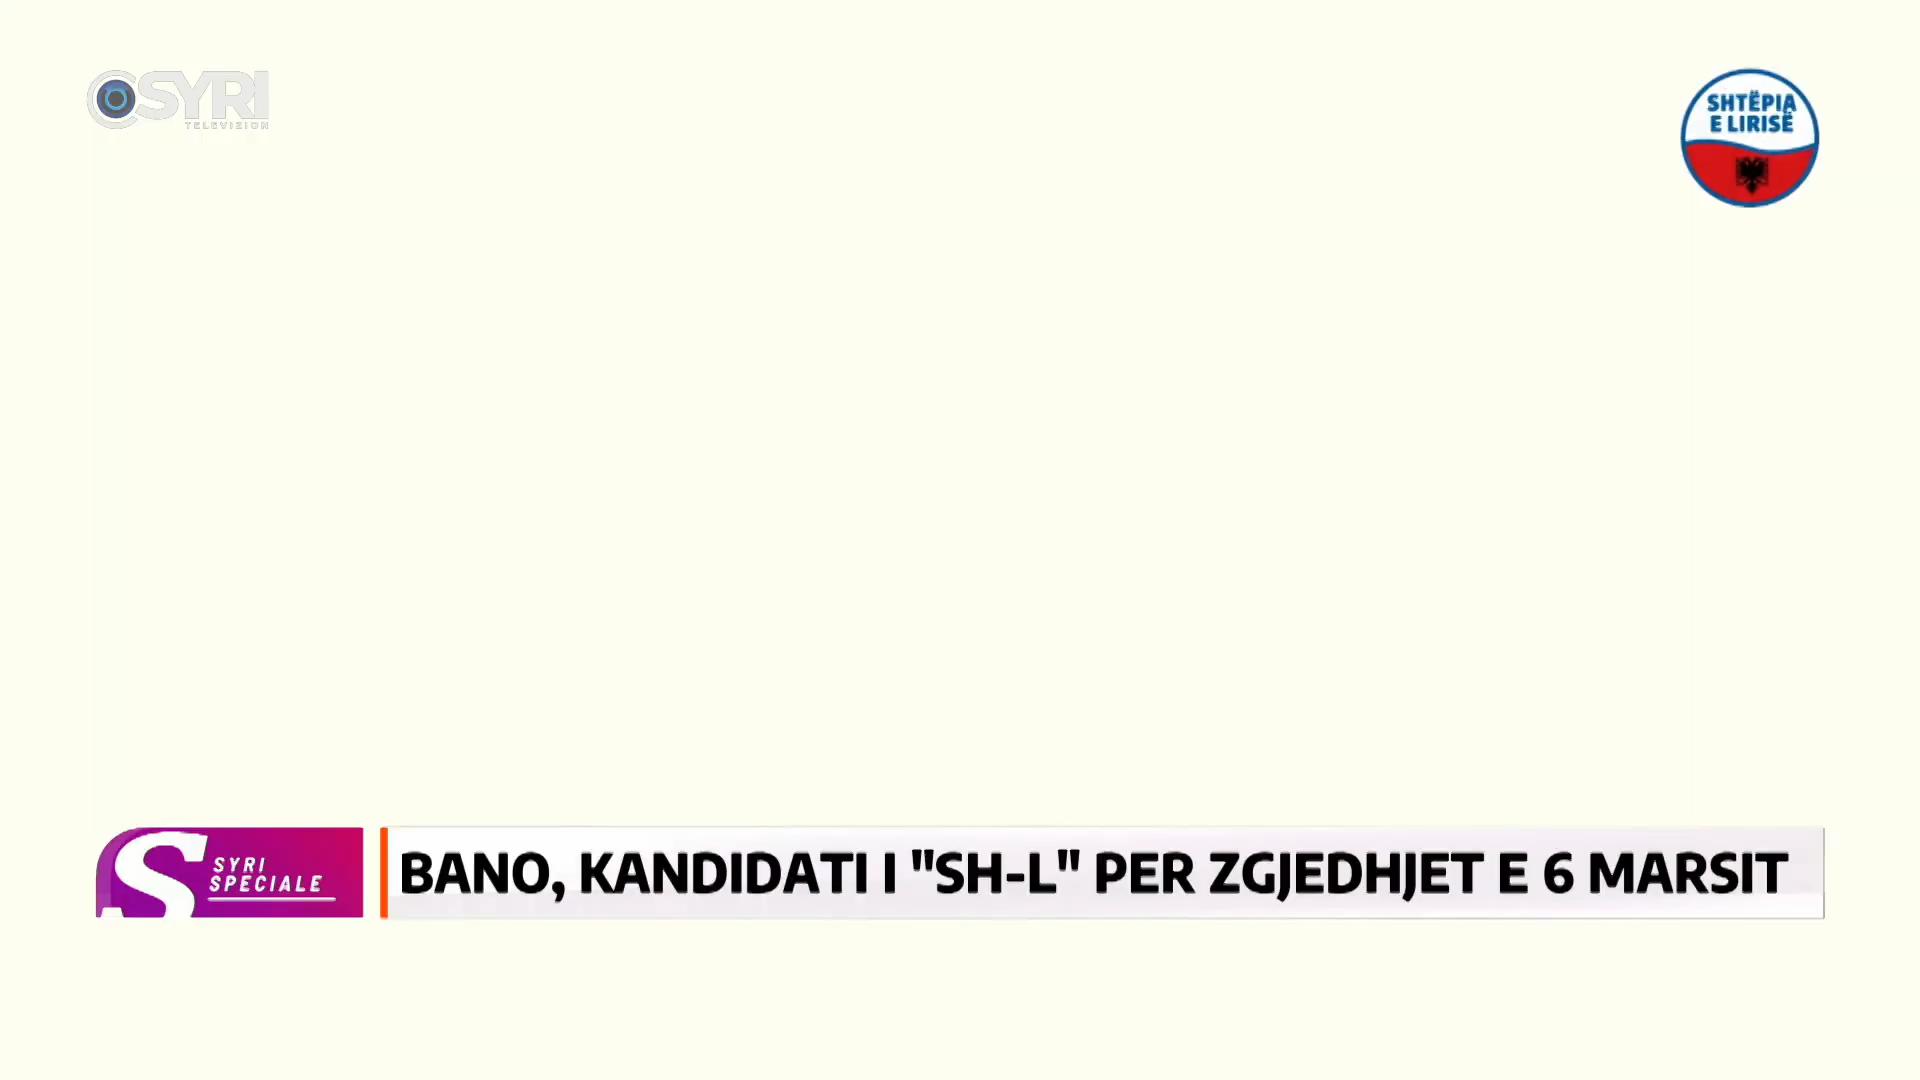 SYRI
TELEVIZION
SHTËPIA
E LIRISË
SYRI
SPECIALE
BANO, KANDIDATI I "SH-L" PER ZGJEDHJET E 6 MARSIT